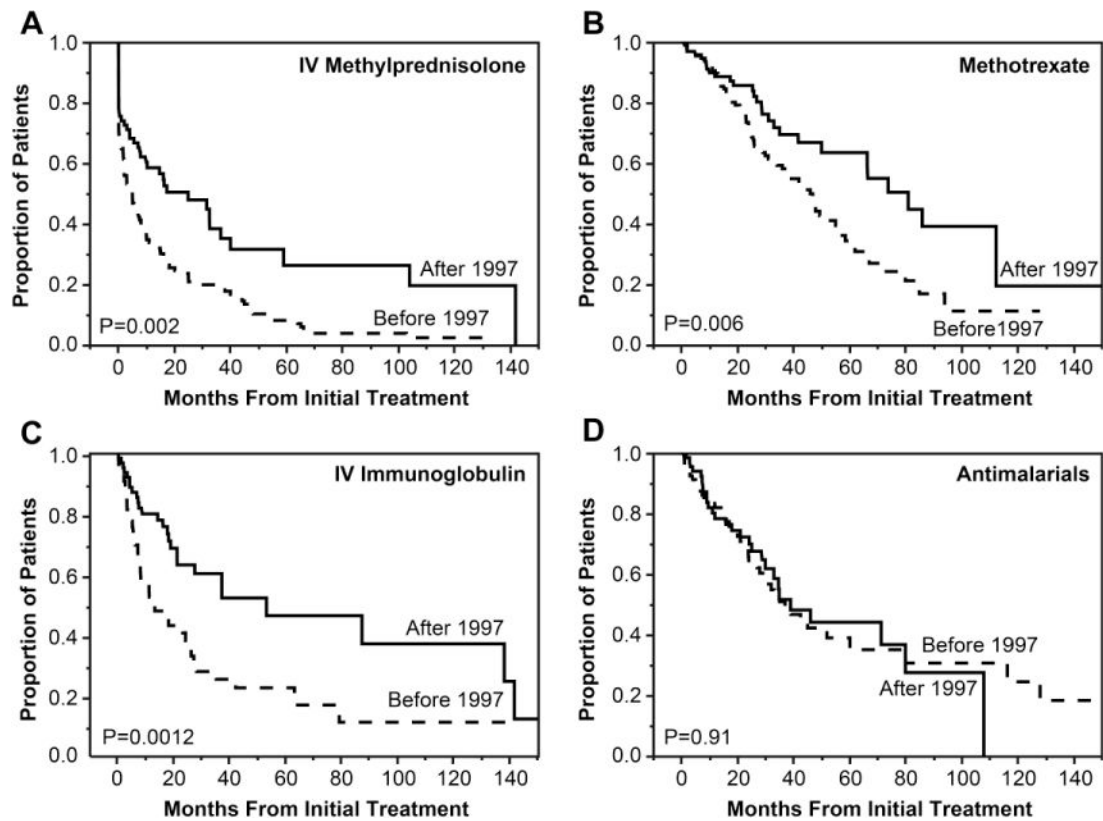 A
IV Methylprednisolone
Proportion of Patients
1.0
0.8
0.6
0.4
0.2
0.0
After 1997
Before 1997
P=0.002
0 20 40 60 80 100 120 140
Months From Initial Treatment
B
Methotrexate
Proportion of Patients
1.0
0.8
0.6
0.4
0.2
0.0
After 1997
Before1997
P=0.006
0 20 40 60 80 100 120 140
Months From Initial Treatment
C
IV Immunoglobulin
Proportion of Patients
1.0
0.8
0.6
0.4
0.2
0.0
After 1997
Before 1997
P=0.0012
0 20 40 60 80 100 120 140
Months From Initial Treatment
D
Antimalarials
Proportion of Patients
1.0
0.8
0.6
0.4
0.2
0.0
Before 1997
After 1997
P=0.91
0 20 40 60 80 100 120 140
Months From Initial Treatment